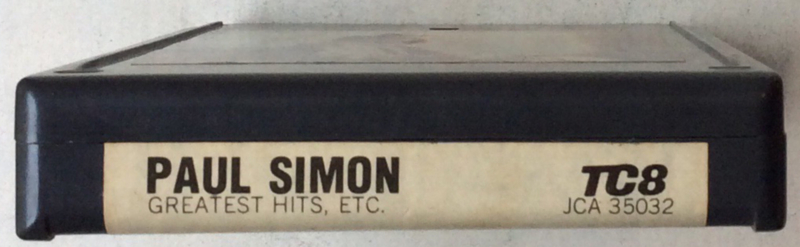 PAUL SIMON
GREATEST HITS, ETC.
TC8
JCA 35032